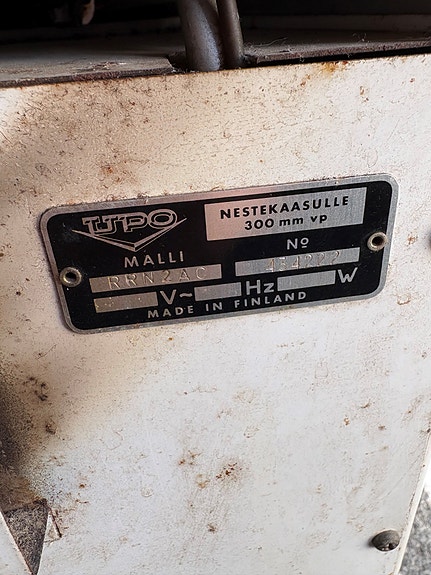 UPO
NESTEKAASULLE
300 mm vp
MALLI
No
RRN2AC
V~ Hz W
MADE IN FINLAND